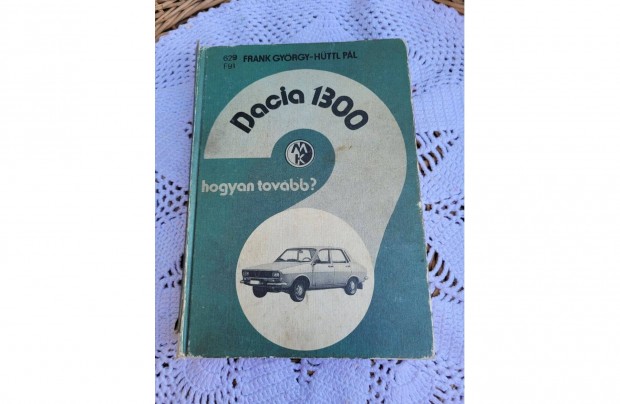 629
F91
FRANK GYÖRGY-HÜTTL PÁL
Dacia 1300
MK
hogyan tovább?